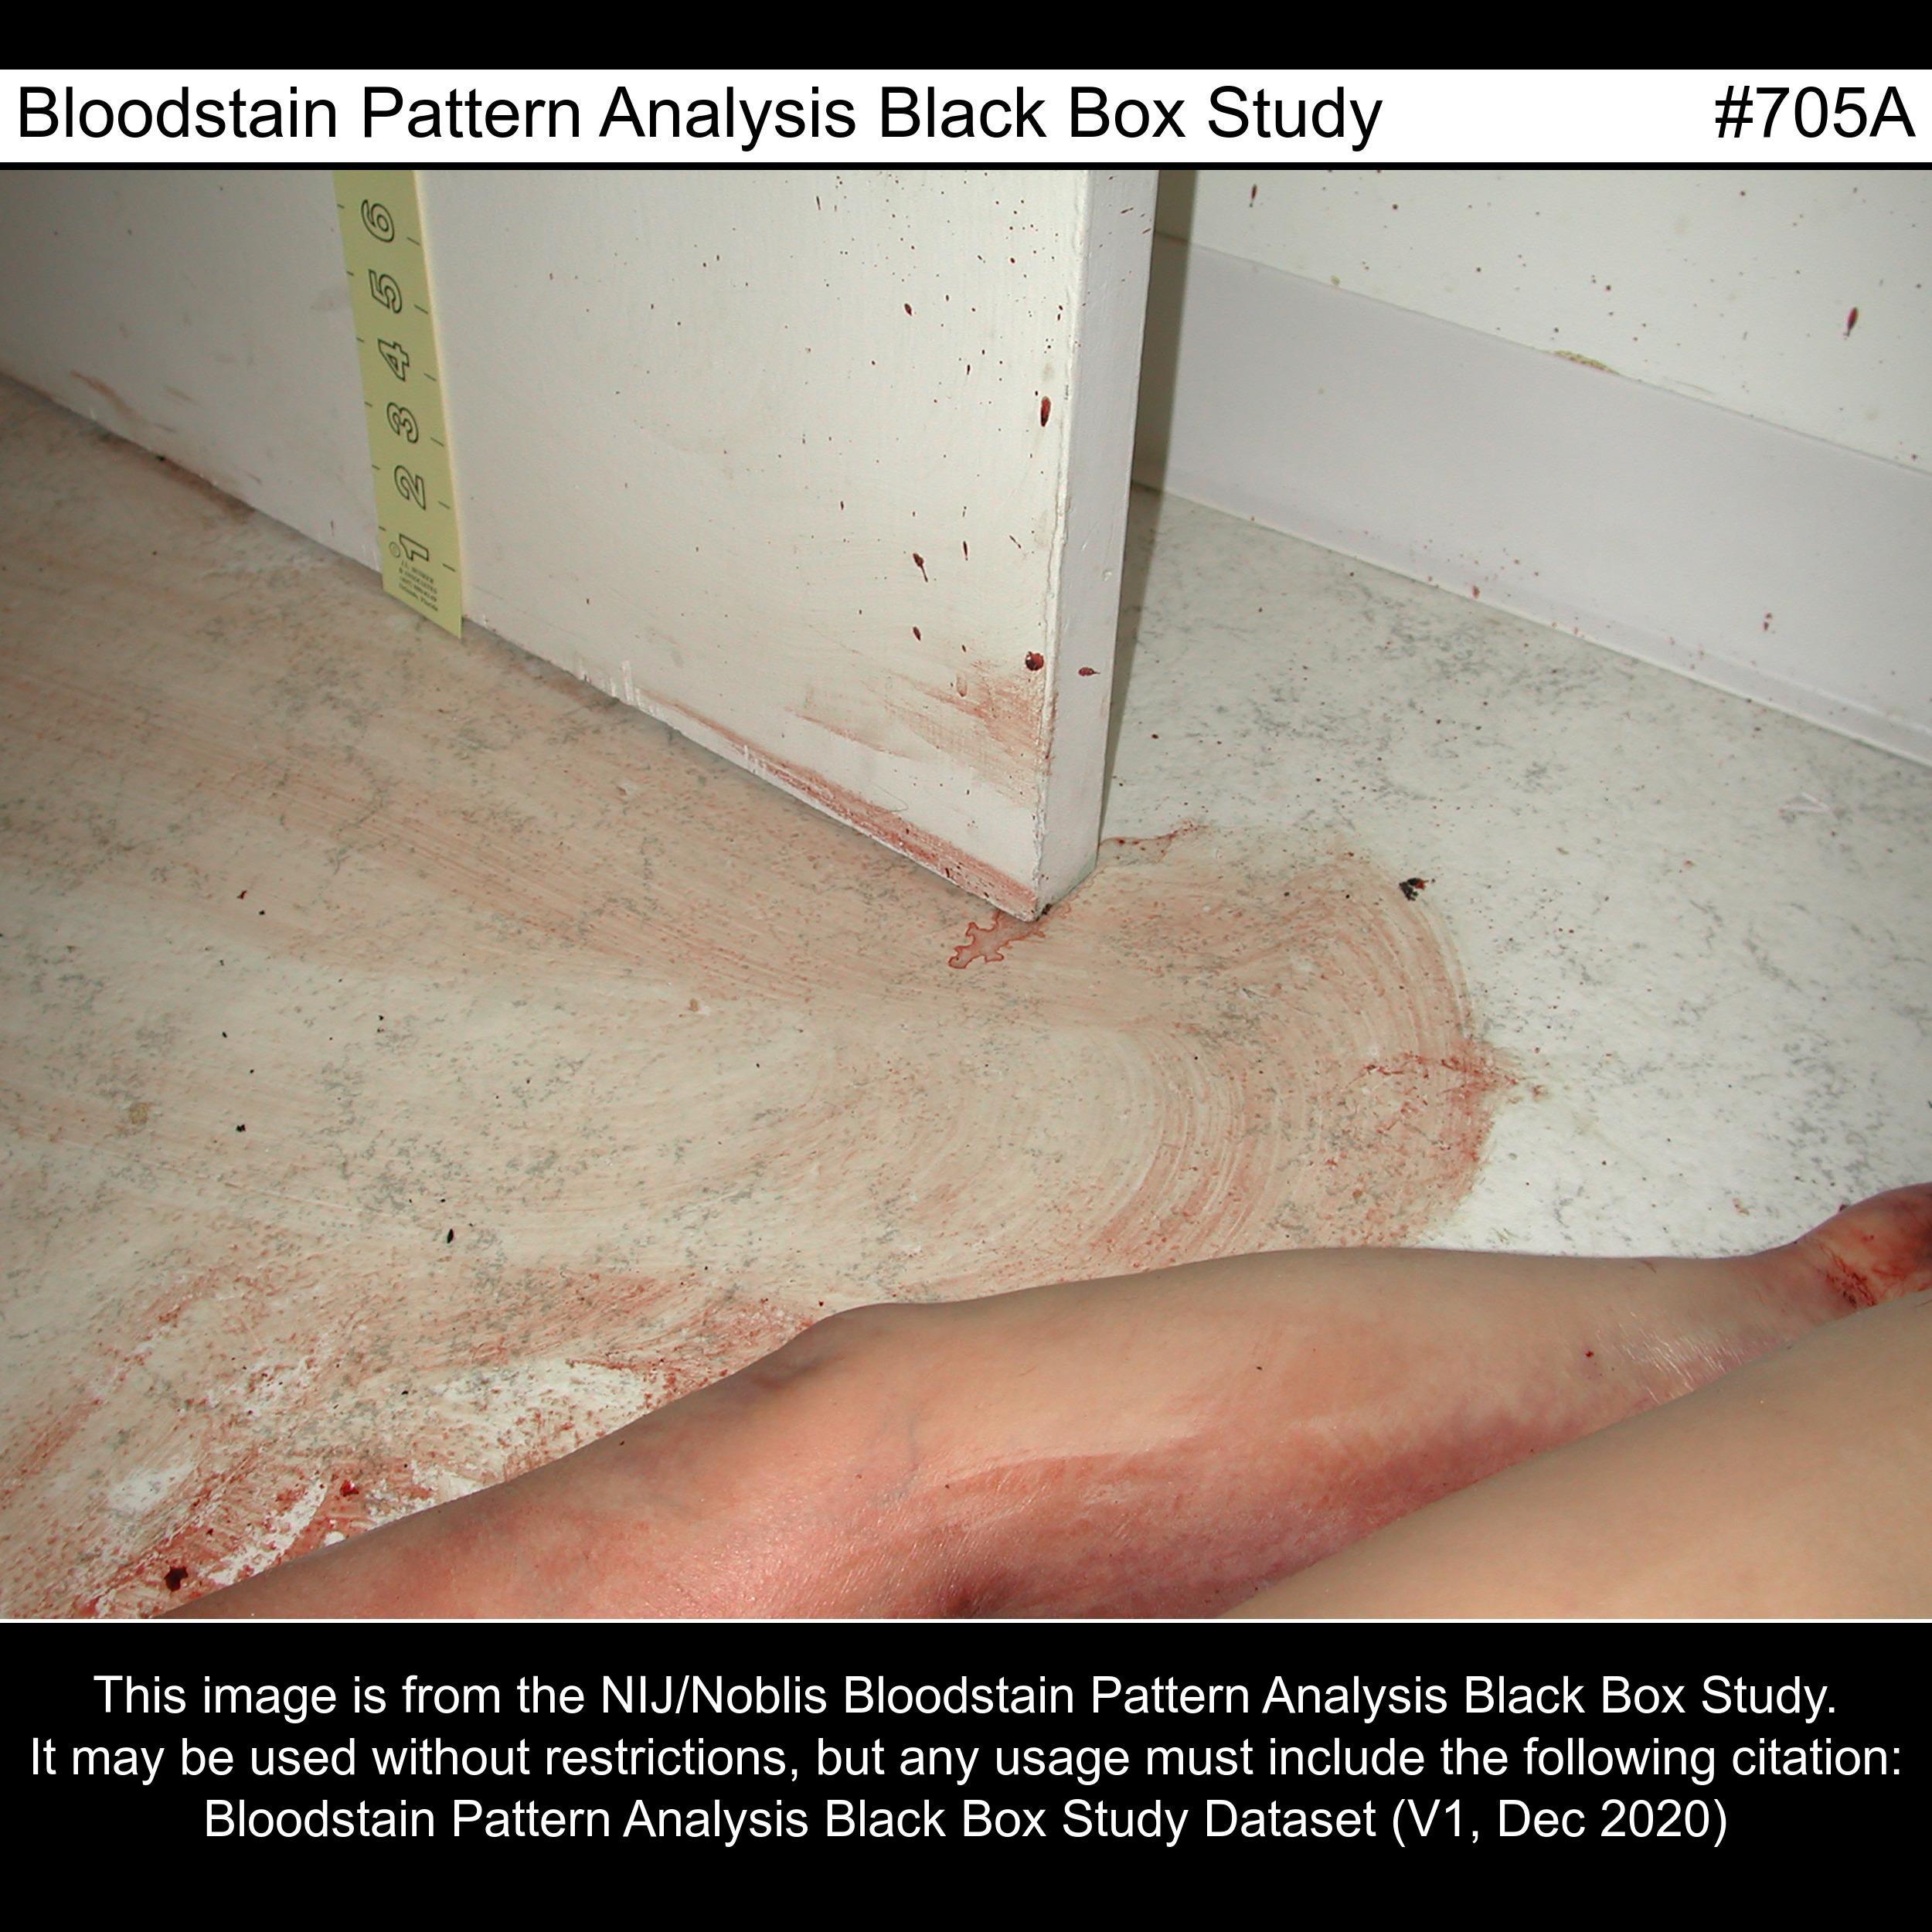 Bloodstain Pattern Analysis Black Box Study #705A
6
5
4
3
2
1
This image is from the NIJ/Noblis Bloodstain Pattern Analysis Black Box Study.
It may be used without restrictions, but any usage must include the following citation:
Bloodstain Pattern Analysis Black Box Study Dataset (V1, Dec 2020)